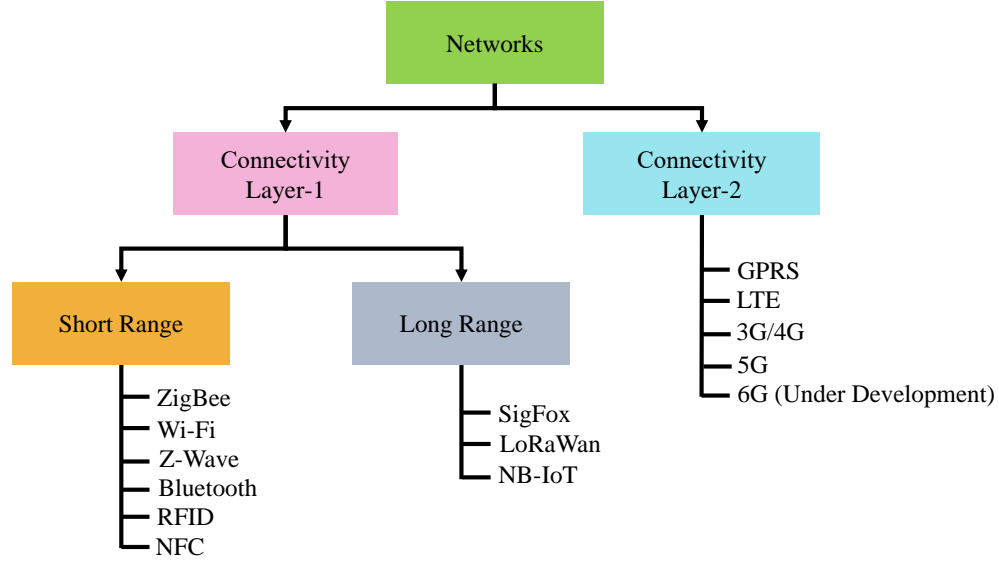 Networks
Connectivity
Layer-1
Connectivity
Layer-2
Short Range
Long Range
ZigBee
Wi-Fi
Z-Wave
Bluetooth
RFID
NFC
SigFox
LoRaWan
NB-IoT
GPRS
LTE
3G/4G
5G
6G (Under Development)